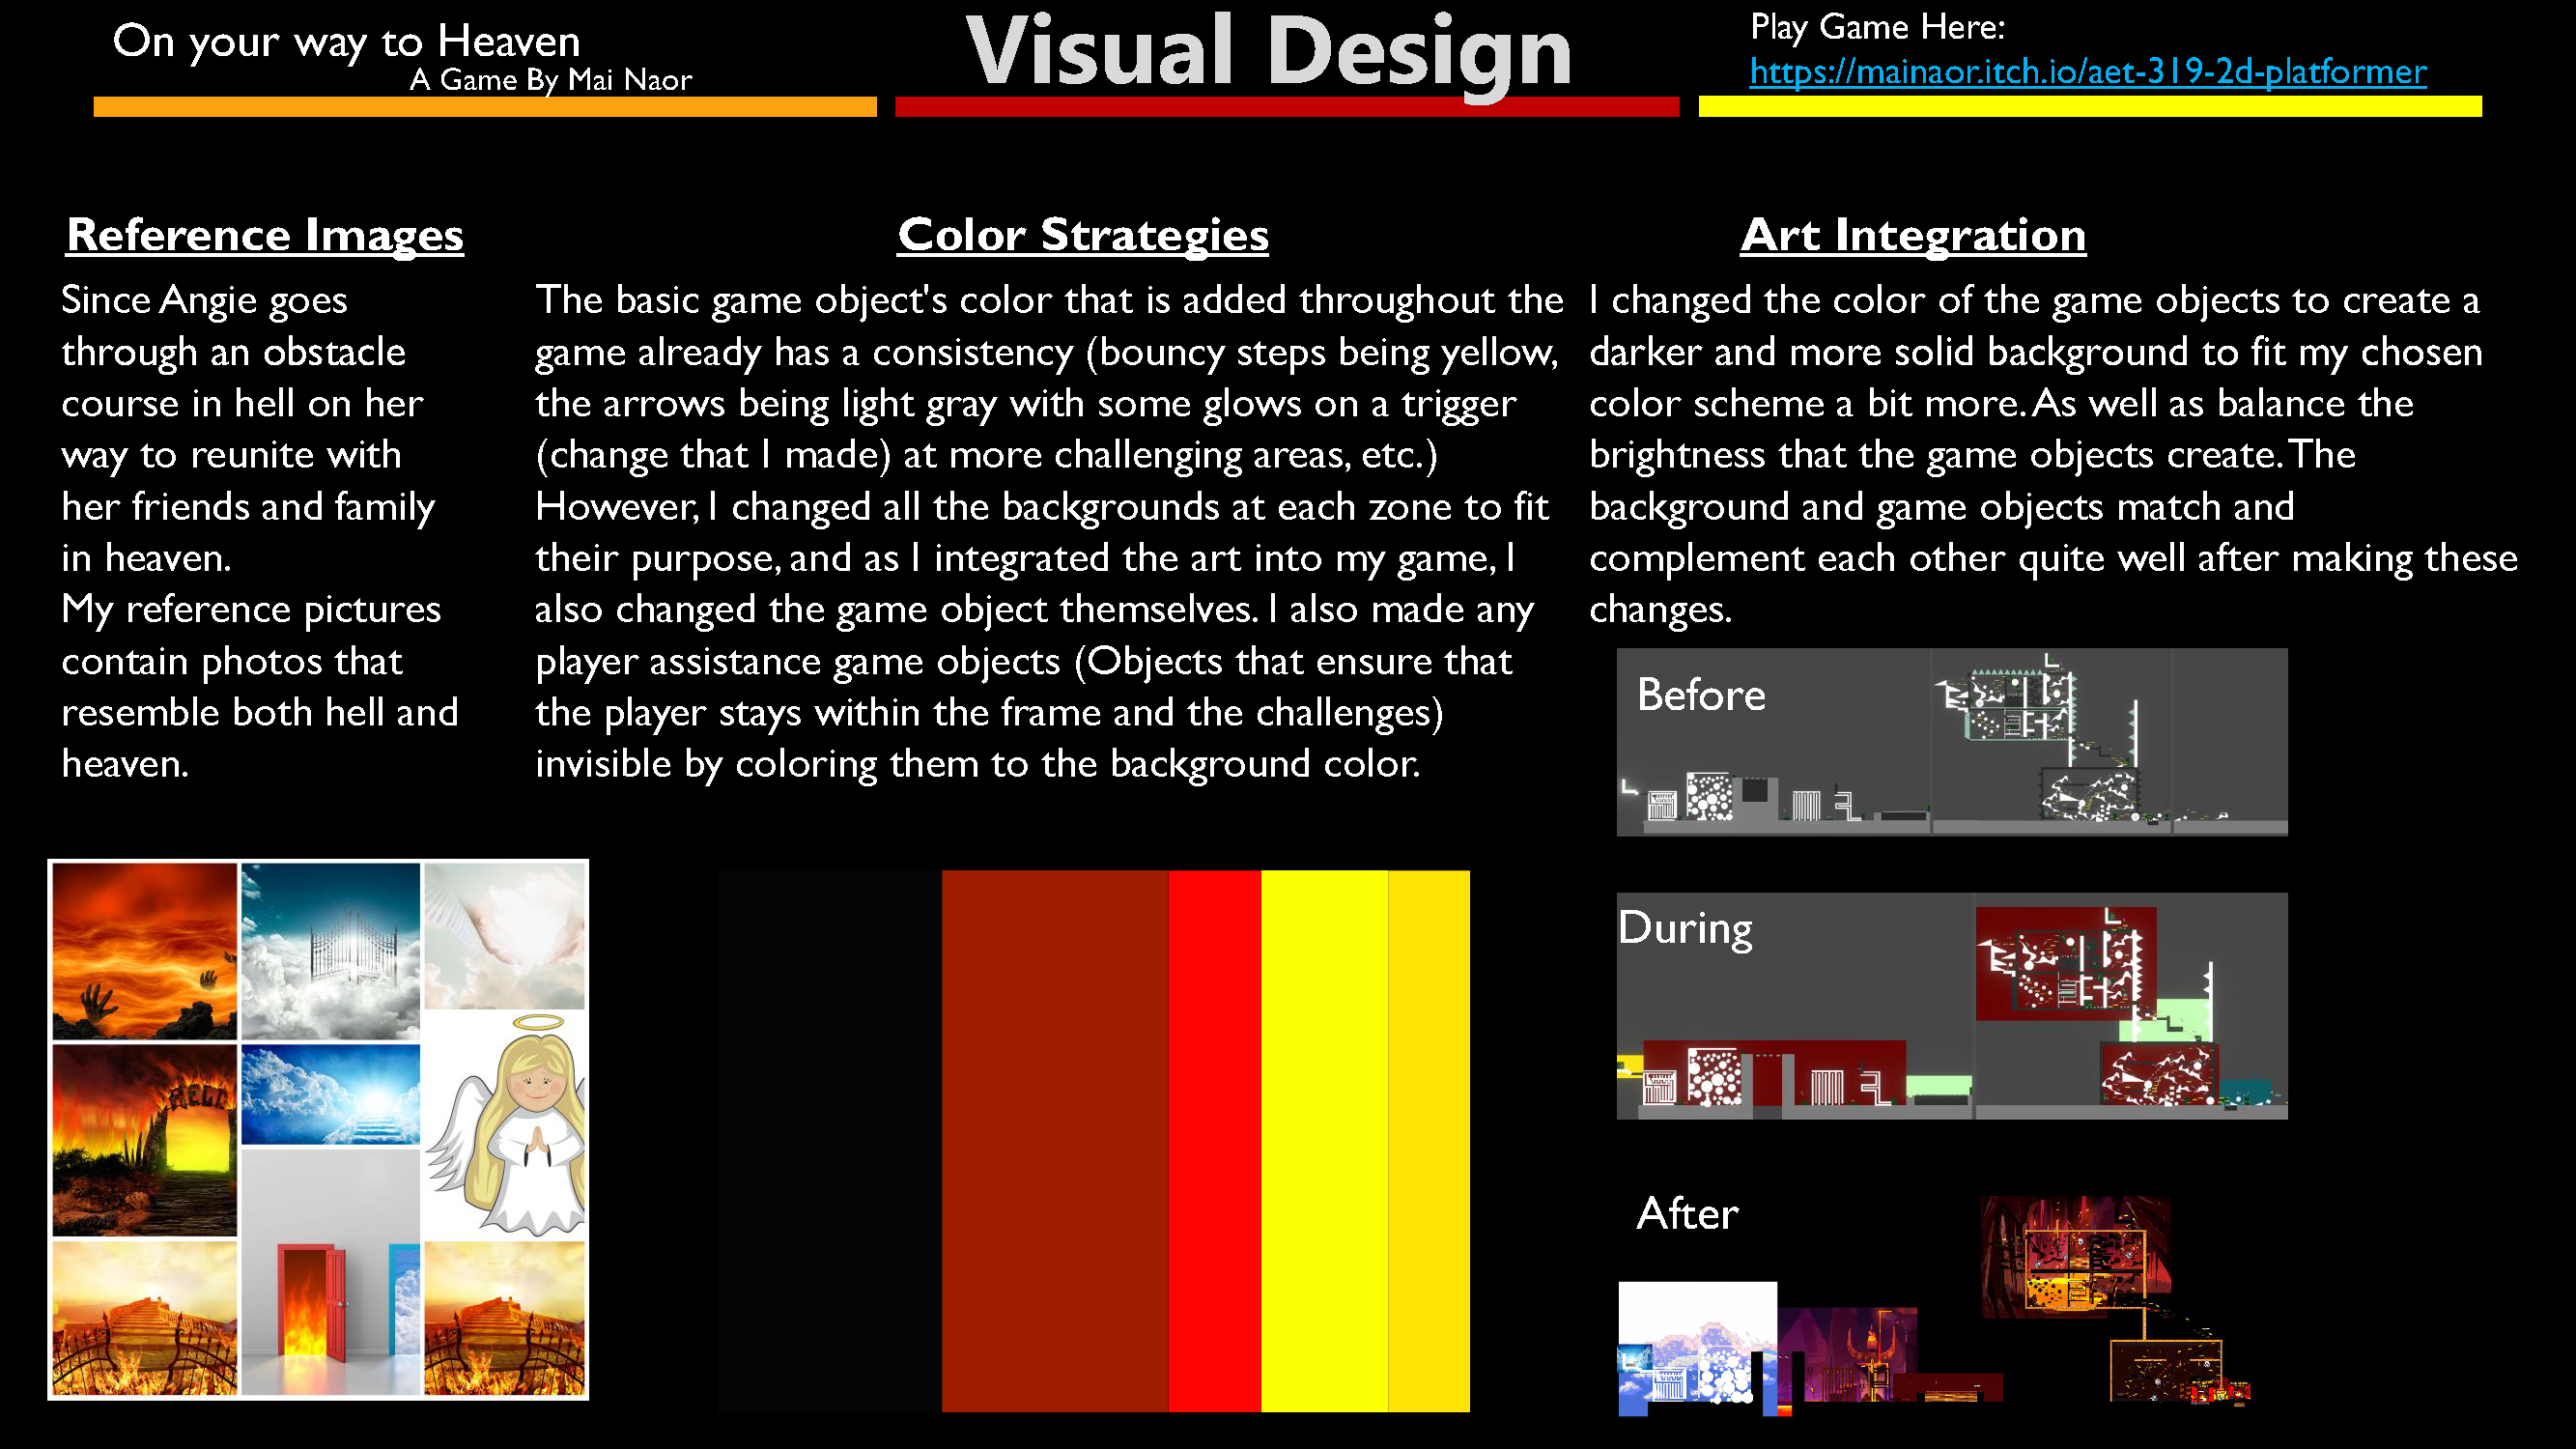 On your way to Heaven
A Game By Mai Naor
Visual Design
Play Game Here:
https://mainaor.itch.io/aet-319-2d-platformer
Reference Images
Since Angie goes
through an obstacle
course in hell on her
way to reunite with
her friends and family
in heaven.
My reference pictures
contain photos that
resemble both hell and
heaven.
HELL
Color Strategies
The basic game object's color that is added throughout the
game already has a consistency (bouncy steps being yellow,
the arrows being light gray with some glows on a trigger
(change that I made) at more challenging areas, etc.)
However, I changed all the backgrounds at each zone to fit
their purpose, and as I integrated the art into my game, I
also changed the game object themselves. I also made any
player assistance game objects (Objects that ensure that
the player stays within the frame and the challenges)
invisible by coloring them to the background color.
Art Integration
I changed the color of the game objects to create a
darker and more solid background to fit my chosen
color scheme a bit more. As well as balance the
brightness that the game objects create. The
background and game objects match and
complement each other quite well after making these
changes.
Before
During
After